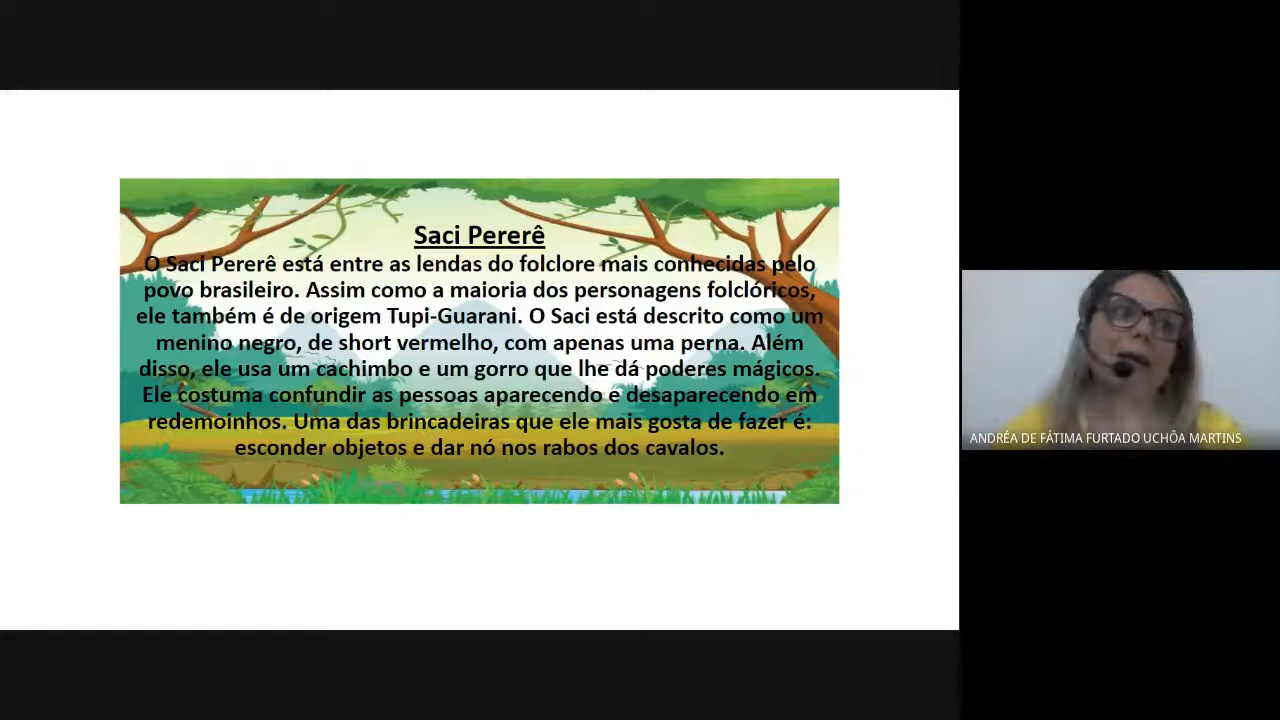 Saci Pererê
O Saci Pererê está entre as lendas do folclore mais conhecidas pelo
povo brasileiro. Assim como a maioria dos personagens folclóricos,
ele também é de origem Tupi-Guarani. O Saci está descrito como um
menino negro, de short vermelho, com apenas uma perna. Além
disso, ele usa um cachimbo e um gorro que lhe dá poderes mágicos.
Ele costuma confundir as pessoas aparecendo e desaparecendo em
redemoinhos. Uma das brincadeiras que ele mais gosta de fazer é:
esconder objetos e dar nó nos rabos dos cavalos.
ANDRÊA DE FÁTIMA FURTADO UCHÔA MARTINS